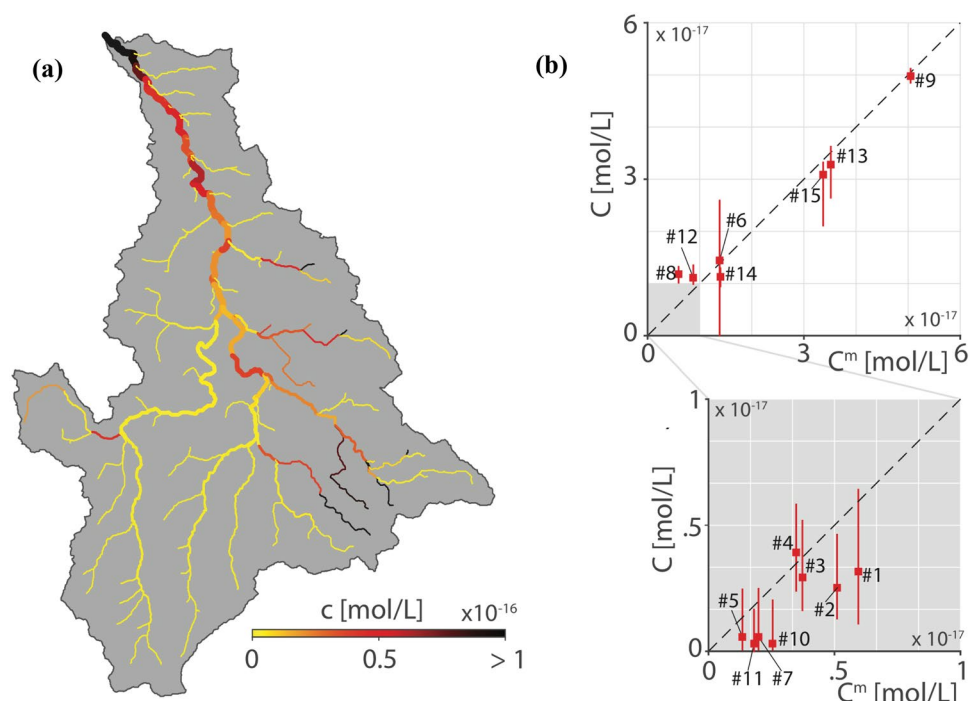 (a)
c [mol/L]
x10⁻¹⁶
0
0.5
> 1
(b)
6
x 10⁻¹⁷
#9
C [mol/L]
3
#13
#15
#6
#12
#8
#14
0
x 10⁻¹⁷
0
3
6
Cᵐ [mol/L]
1
x 10⁻¹⁷
C [mol/L]
.5
#4
#3
#1
#2
#5
#10
#11
#7
0
x 10⁻¹⁷
0
.5
1
Cᵐ [mol/L]